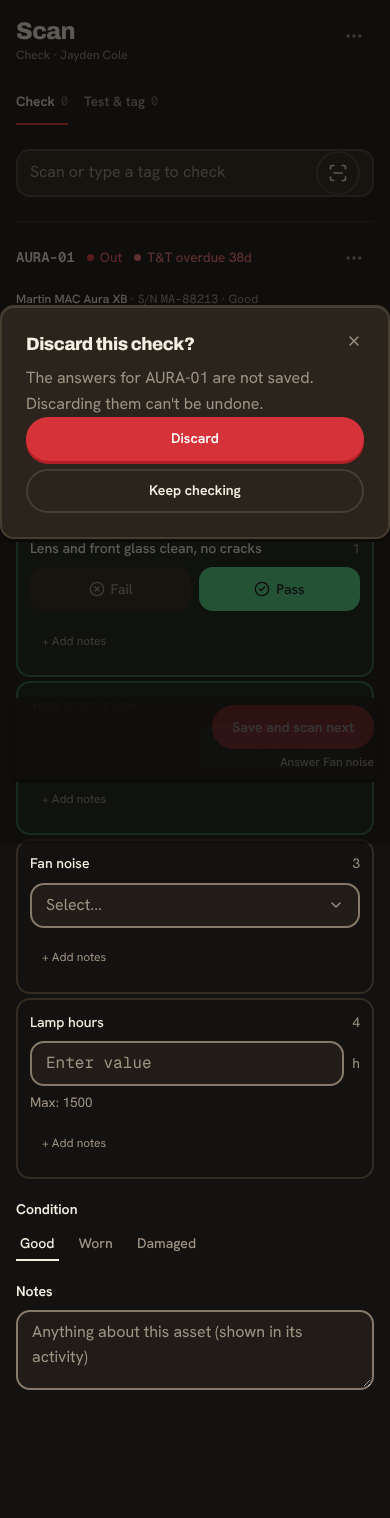 Scan
Check · Jayden Cole
Check 0 Test & tag 0
Scan or type a tag to check
AURA-01 Out T&T overdue 38d
Martin MAC Aura XB · S/N MA-88213 · Good
Discard this check?
The answers for AURA-01 are not saved.
Discarding them can't be undone.
Discard
Keep checking
Lens and front glass clean, no cracks 1
Fail Pass
+ Add notes
Save and scan next
Answer Fan noise
+ Add notes
Fan noise 3
Select...
+ Add notes
Lamp hours 4
Enter value h
Max: 1500
+ Add notes
Condition
Good Worn Damaged
Notes
Anything about this asset (shown in its
activity)